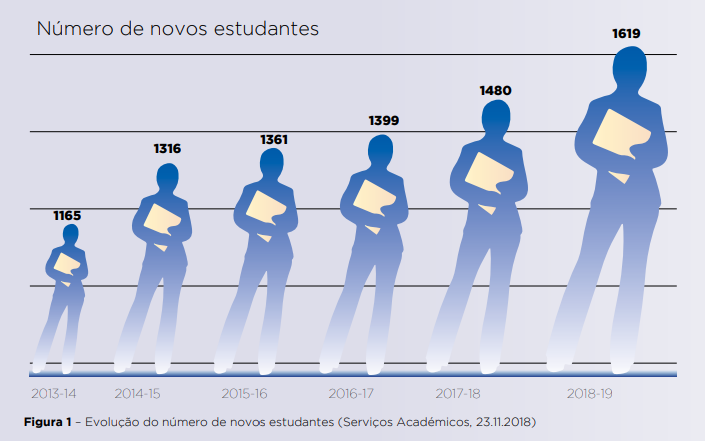 Número de novos estudantes
1619
1480
1399
1361
1316
1165
2013-14 2014-15 2015-16 2016-17 2017-18 2018-19
Figura 1 – Evolução do número de novos estudantes (Serviços Académicos, 23.11.2018)